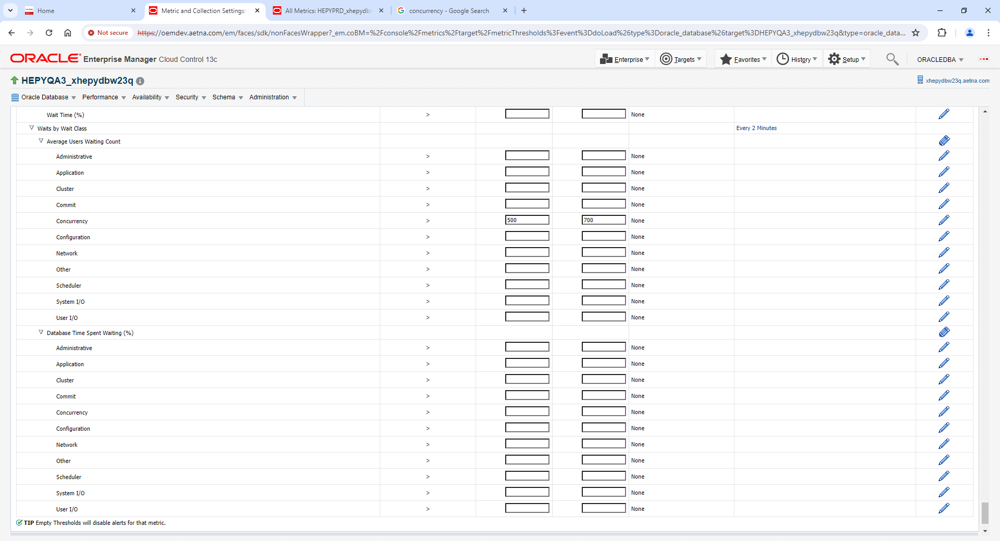 Home
Metric and Collection Settings:
All Metrics: HEPYPRD_xhepydb
concurrency - Google Search
Not secure
https://oemdev.aetna.com/em/faces/sdk/nonFacesWrapper?_em.coBM=%2Fconsole%2Fmetrics%2Ftarget%2FmetricThresholds%3Fevent%3DdoLoad%26type%3Doracle_database%26target%3DHEPYQA3_xhepydbw23q&type=oracle_data...
ORACLE Enterprise Manager Cloud Control 13c
Enterprise
Targets
Favorites
History
Setup
ORACLEDBA
HEPYQA3_xhepydbw23q
xhepydbw23q.aetna.com
Oracle Database Performance Availability Security Schema Administration
Wait Time (%) > None
Waits by Wait Class Every 2 Minutes
Average Users Waiting Count
Administrative > None
Application > None
Cluster > None
Commit > None
Concurrency > 500 700 None
Configuration > None
Network > None
Other > None
Scheduler > None
System I/O > None
User I/O > None
Database Time Spent Waiting (%)
Administrative > None
Application > None
Cluster > None
Commit > None
Concurrency > None
Configuration > None
Network > None
Other > None
Scheduler > None
System I/O > None
User I/O > None
TIP Empty Thresholds will disable alerts for that metric.